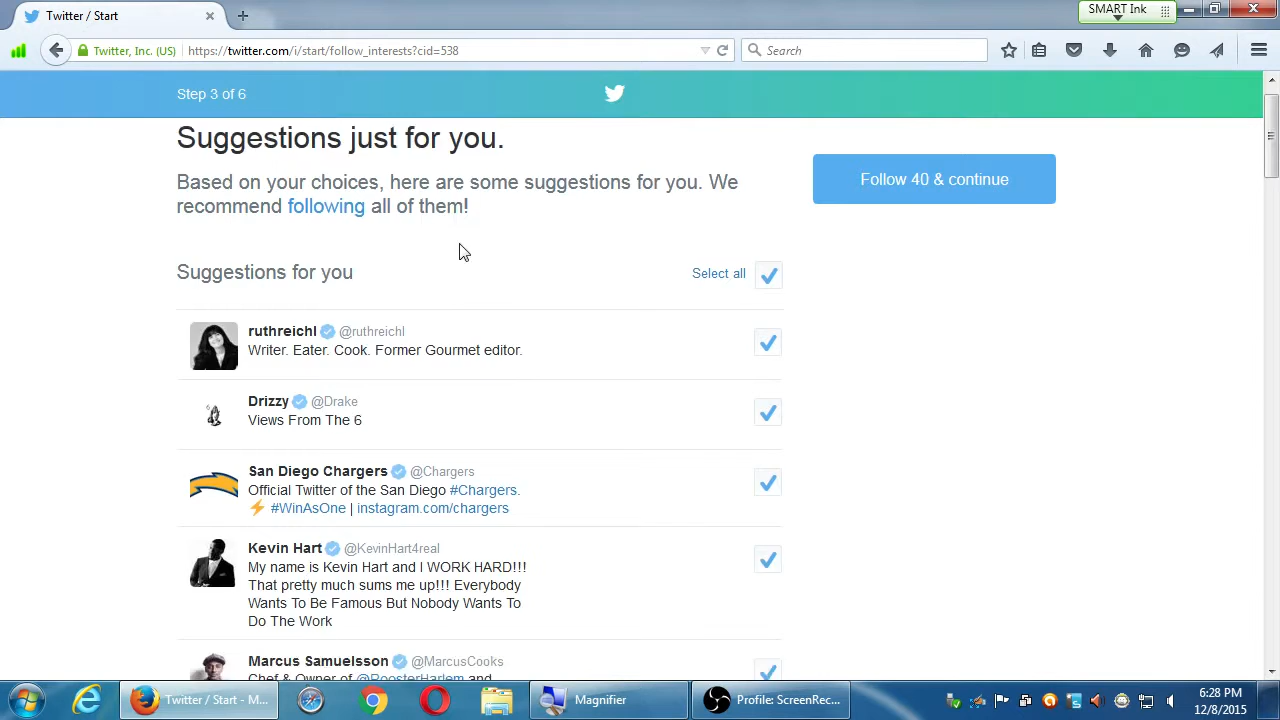 Twitter / Start
SMART Ink
Twitter, Inc. (US)
https://twitter.com/i/start/follow_interests?cid=538
Search
Step 3 of 6
Suggestions just for you.
Based on your choices, here are some suggestions for you. We
recommend following all of them!
Follow 40 & continue
Suggestions for you
Select all
ruthreichl @ruthreichl
Writer. Eater. Cook. Former Gourmet editor.
Drizzy @Drake
Views From The 6
San Diego Chargers @Chargers
Official Twitter of the San Diego #Chargers.
⚡ #WinAsOne | instagram.com/chargers
Kevin Hart @KevinHart4real
My name is Kevin Hart and I WORK HARD!!!
That pretty much sums me up!!! Everybody
Wants To Be Famous But Nobody Wants To
Do The Work
Marcus Samuelsson @MarcusCooks
Chef & Owner of @RoosterHarlem and
Twitter / Start - M...
Magnifier
Profile: ScreenRec...
6:28 PM
12/8/2015